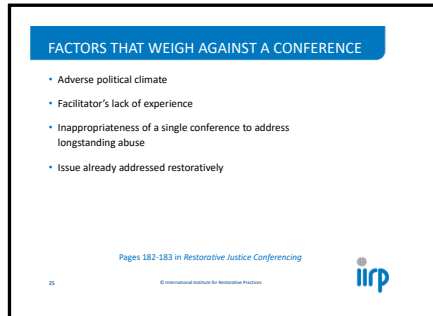 FACTORS THAT WEIGH AGAINST A CONFERENCE
• Adverse political climate
• Facilitator's lack of experience
• Inappropriateness of a single conference to address
longstanding abuse
• Issue already addressed restoratively
Pages 182-183 in Restorative Justice Conferencing
35
© International Institute for Restorative Practices
iirp